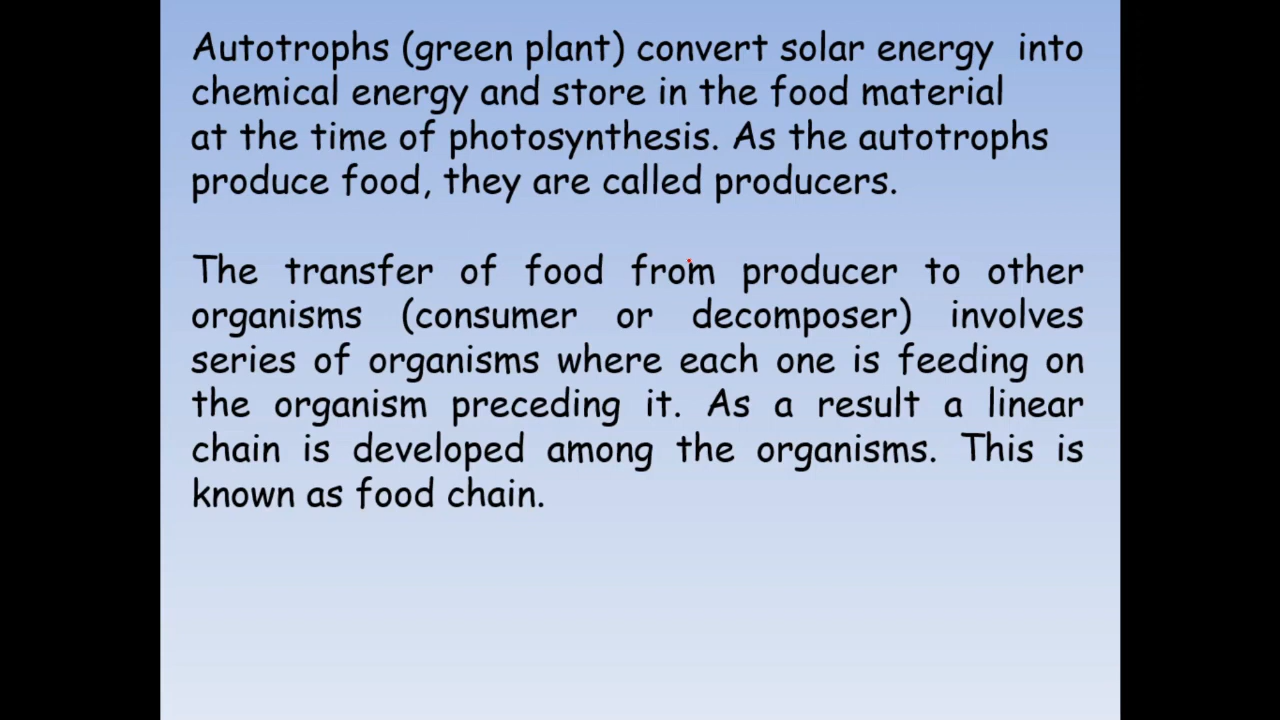 Autotrophs (green plant) convert solar energy into
chemical energy and store in the food material
at the time of photosynthesis. As the autotrophs
produce food, they are called producers.
The transfer of food from producer to other
organisms (consumer or decomposer) involves
series of organisms where each one is feeding on
the organism preceding it. As a result a linear
chain is developed among the organisms. This is
known as food chain.